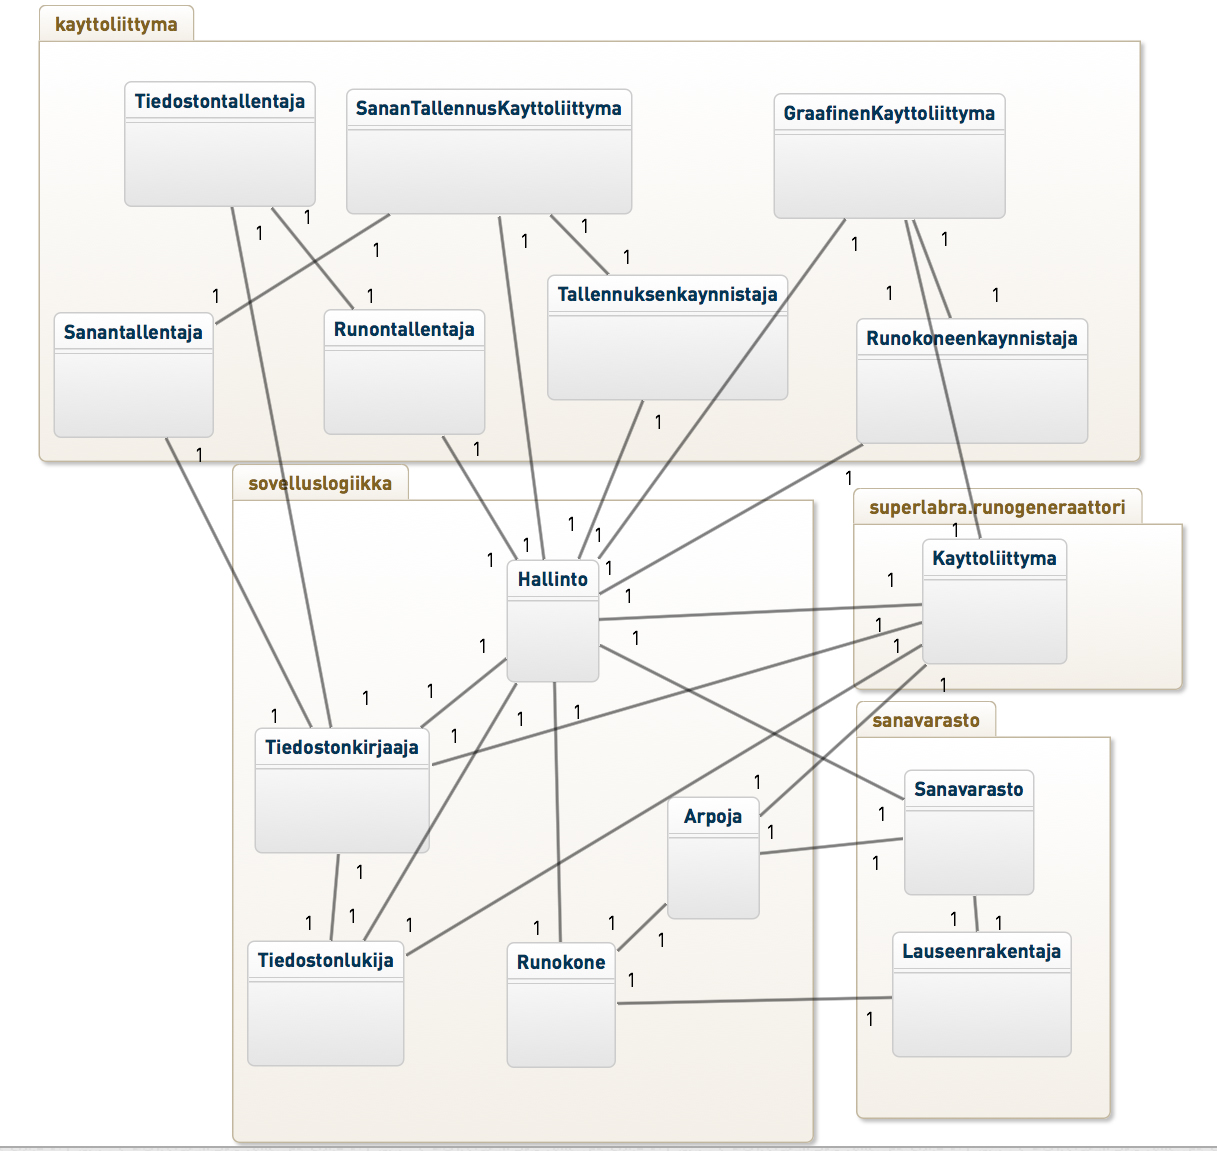 kayttoliittyma
Tiedostontallentaja
SananTallennusKayttoliittyma
GraafinenKayttoliittyma
1
1
1
1
1
1
1
1
1
1
1
1
1
Tallennuksenkaynnistaja
Sanantallentaja
Runontallentaja
Runokoneenkaynnistaja
1
1
1
1
sovelluslogiikka
superlabra.runogeneraattori
1
1
1
1
1
Hallinto
Kayttoliittyma
1
1
1
1
1
1
1
1
1
1
1
1
1
1
sanavarasto
Tiedostonkirjaaja
1
Sanavarasto
Arpoja
1
1
1
1
1
1
1
1
1
1
1
1
1
Lauseenrakentaja
Tiedostonlukija
Runokone
1
1